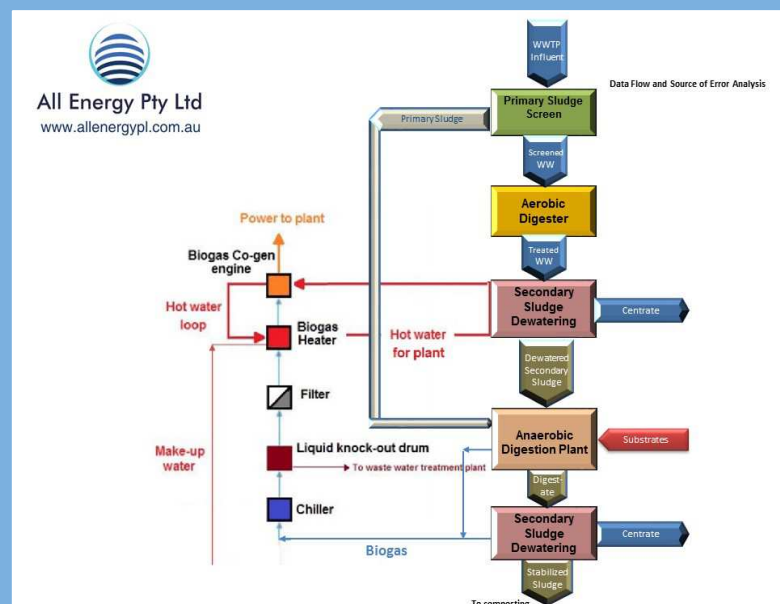 All Energy Pty Ltd
www.allenergypl.com.au
WWTP
Influent
Data Flow and Source of Error Analysis
Primary Sludge
Screen
Primary Sludge
Screened
WW
Aerobic
Digester
Treated
WW
Power to plant
Biogas Co-gen
engine
Secondary
Sludge
Dewatering
Centrate
Hot water
loop
Biogas
Heater
Hot water
for plant
Dewatered
Secondary
Sludge
Filter
Anaerobic
Digestion Plant
Substrates
Make-up
water
Liquid knock-out drum
To waste water treatment plant
Digest-
ate
Chiller
Secondary
Sludge
Dewatering
Centrate
Biogas
Stabilized
Sludge
To composting